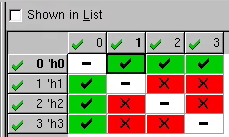 Shown in List
0 1 2 3
0 'h0
1 'h1
2 'h2
3 'h3